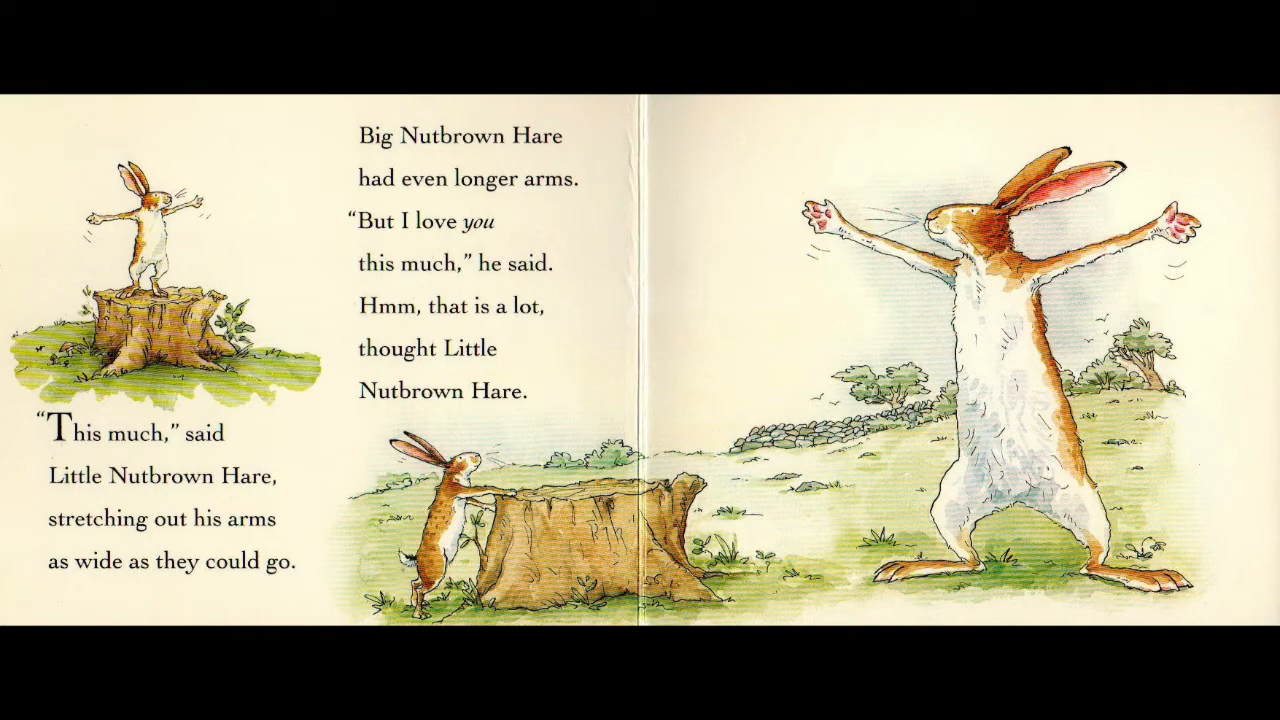 “This much,” said
Little Nutbrown Hare,
stretching out his arms
as wide as they could go.
Big Nutbrown Hare
had even longer arms.
“But I love you
this much,” he said.
Hmm, that is a lot,
thought Little
Nutbrown Hare.